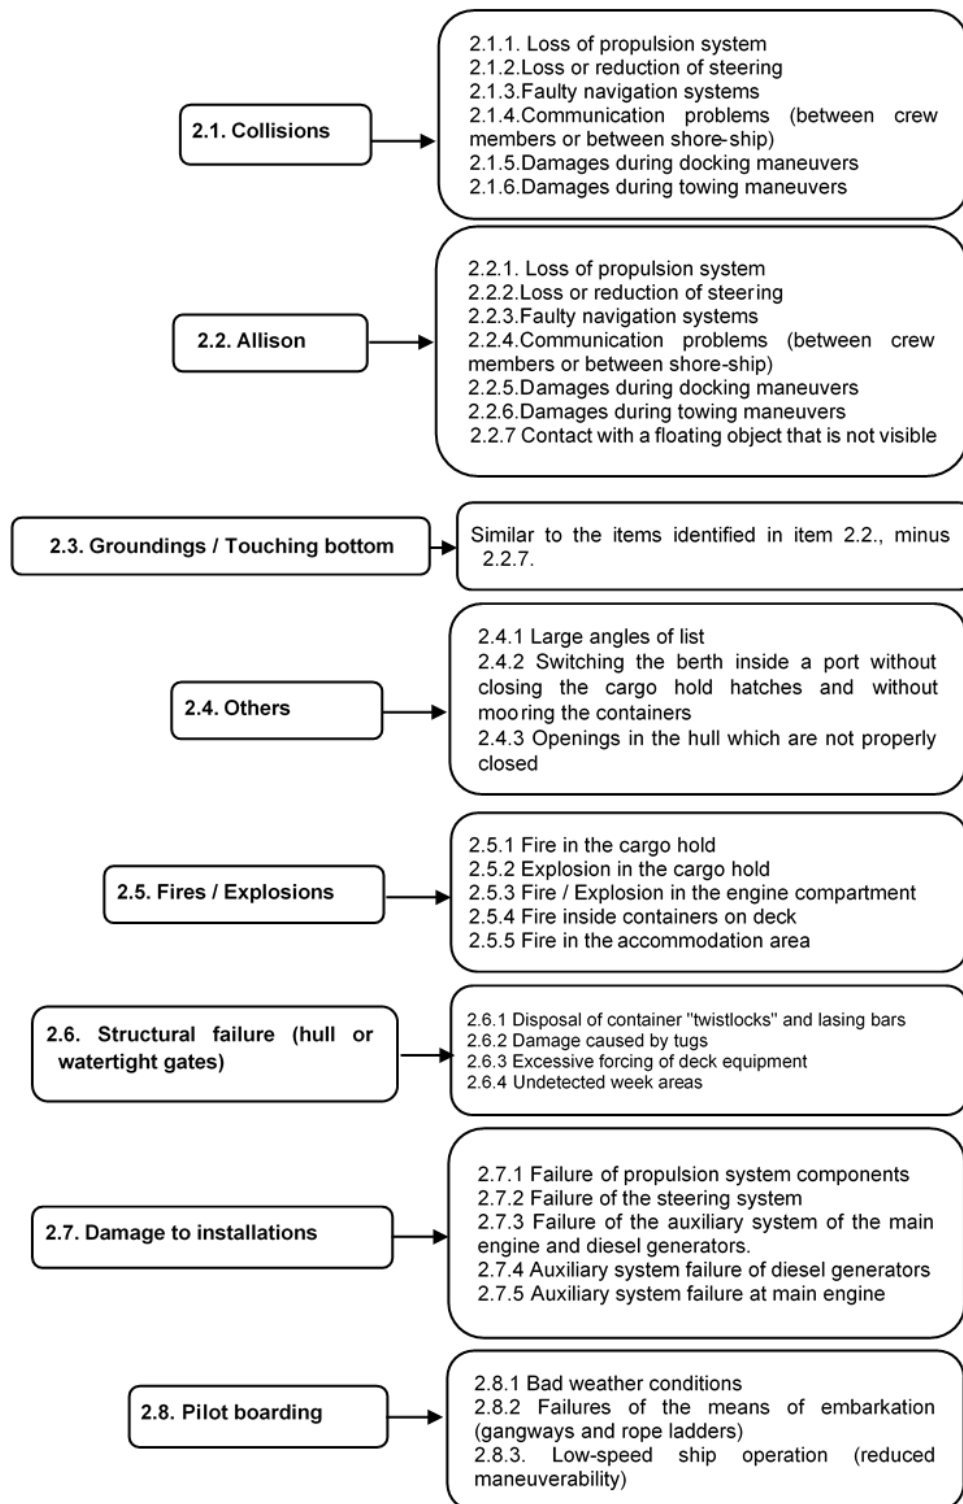 2.1. Collisions
2.1.1. Loss of propulsion system
2.1.2.Loss or reduction of steering
2.1.3.Faulty navigation systems
2.1.4.Communication problems (between crew
members or between shore-ship)
2.1.5.Damages during docking maneuvers
2.1.6.Damages during towing maneuvers
2.2. Allison
2.2.1. Loss of propulsion system
2.2.2.Loss or reduction of steering
2.2.3.Faulty navigation systems
2.2.4.Communication problems (between crew
members or between shore-ship)
2.2.5.Damages during docking maneuvers
2.2.6.Damages during towing maneuvers
2.2.7 Contact with a floating object that is not visible
2.3. Groundings / Touching bottom
Similar to the items identified in item 2.2., minus
2.2.7.
2.4. Others
2.4.1 Large angles of list
2.4.2 Switching the berth inside a port without
closing the cargo hold hatches and without
mooring the containers
2.4.3 Openings in the hull which are not properly
closed
2.5. Fires / Explosions
2.5.1 Fire in the cargo hold
2.5.2 Explosion in the cargo hold
2.5.3 Fire / Explosion in the engine compartment
2.5.4 Fire inside containers on deck
2.5.5 Fire in the accommodation area
2.6. Structural failure (hull or
watertight gates)
2.6.1 Disposal of container "twistlocks" and lasing bars
2.6.2 Damage caused by tugs
2.6.3 Excessive forcing of deck equipment
2.6.4 Undetected week areas
2.7. Damage to installations
2.7.1 Failure of propulsion system components
2.7.2 Failure of the steering system
2.7.3 Failure of the auxiliary system of the main
engine and diesel generators.
2.7.4 Auxiliary system failure of diesel generators
2.7.5 Auxiliary system failure at main engine
2.8. Pilot boarding
2.8.1 Bad weather conditions
2.8.2 Failures of the means of embarkation
(gangways and rope ladders)
2.8.3. Low-speed ship operation (reduced
maneuverability)